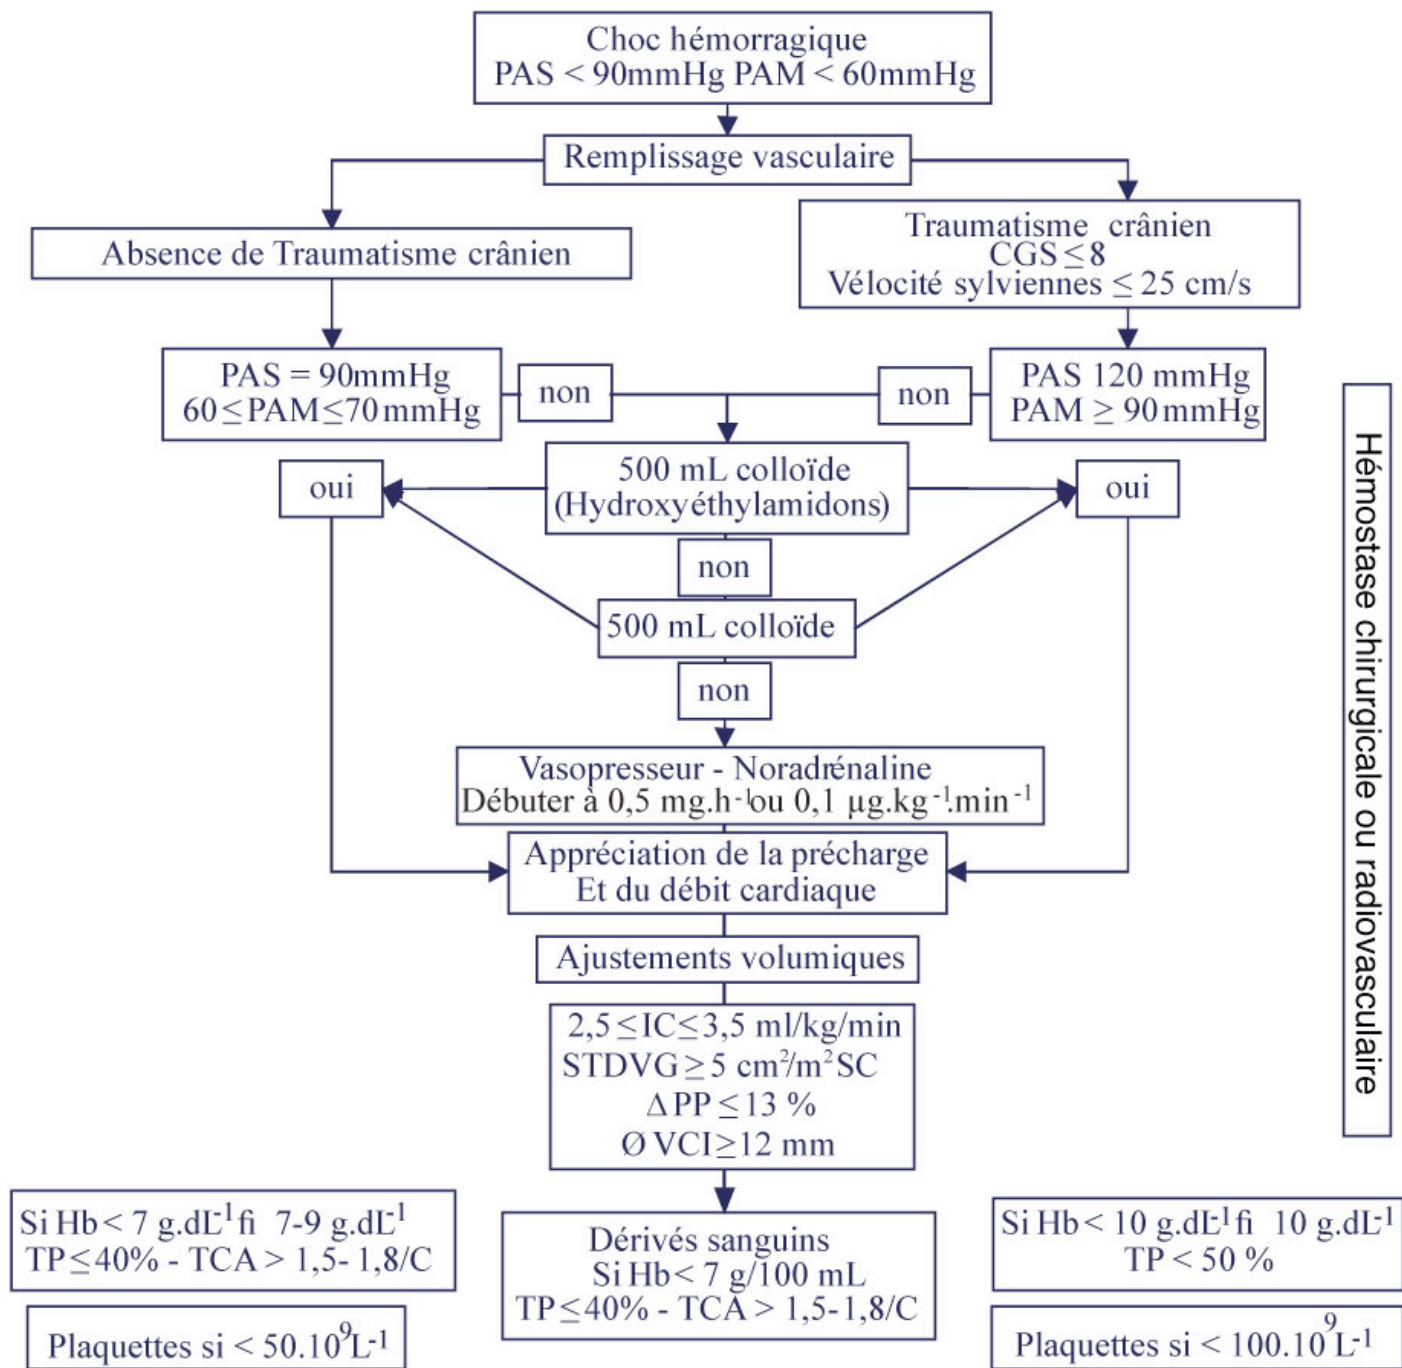 Choc hémorragique
PAS < 90mmHg PAM < 60mmHg
Remplissage vasculaire
Absence de Traumatisme crânien
Traumatisme crânien
CGS ≤ 8
Vélocité sylviennes ≤ 25 cm/s
PAS = 90mmHg
60 ≤ PAM ≤ 70 mmHg
non
non
PAS 120 mmHg
PAM ≥ 90 mmHg
oui
500 mL colloïde
(Hydroxyéthylamidons)
oui
non
500 mL colloïde
non
Vasopresseur - Noradrénaline
Débuter à 0,5 mg.h⁻¹ ou 0,1 µg.kg⁻¹.min⁻¹
Appréciation de la précharge
Et du débit cardiaque
Ajustements volumiques
2,5 ≤ IC ≤ 3,5 ml/kg/min
STDVG ≥ 5 cm²/m² SC
Δ PP ≤ 13 %
Ø VCI ≥ 12 mm
Hémostase chirurgicale ou radiovasculaire
Si Hb < 7 g.dL⁻¹ fi 7-9 g.dL⁻¹
TP ≤ 40% - TCA > 1,5- 1,8/C
Plaquettes si < 50.10⁹L⁻¹
Dérivés sanguins
Si Hb < 7 g/100 mL
TP ≤ 40% - TCA > 1,5-1,8/C
Si Hb < 10 g.dL⁻¹ fi 10 g.dL⁻¹
TP < 50 %
Plaquettes si < 100.10⁹L⁻¹